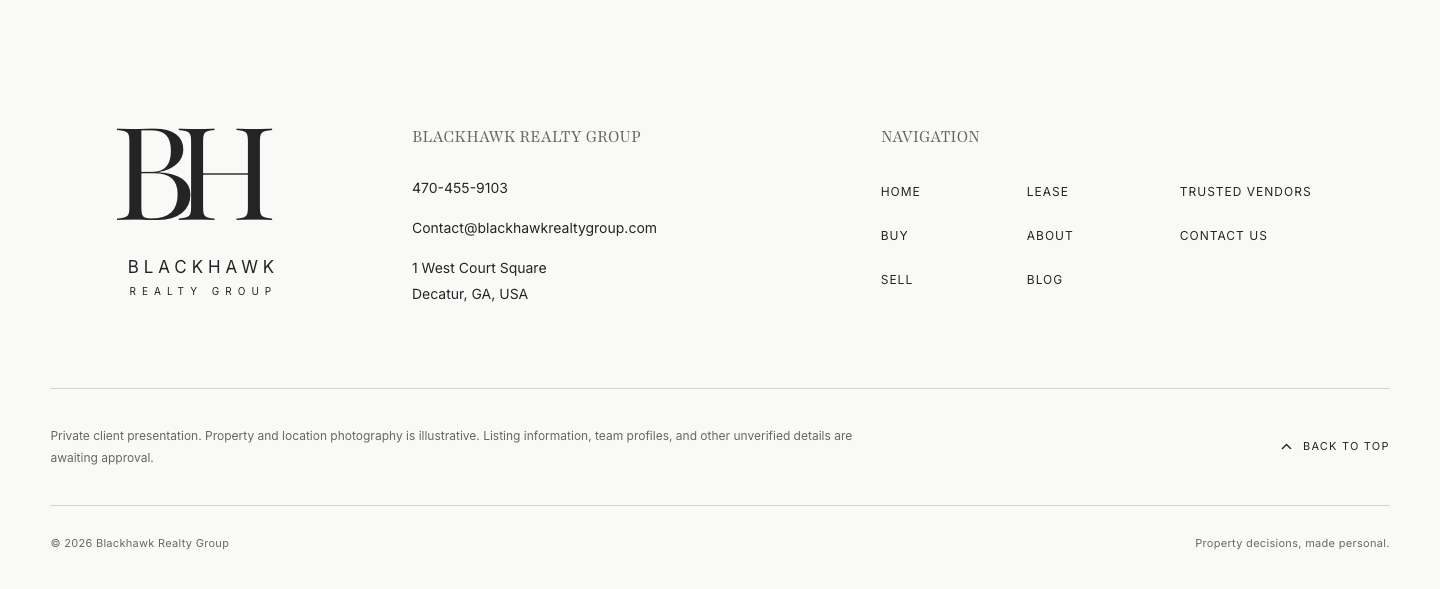 BH
BLACKHAWK
REALTY GROUP
BLACKHAWK REALTY GROUP
470-455-9103
Contact@blackhawkrealtygroup.com
1 West Court Square
Decatur, GA, USA
NAVIGATION
HOME
BUY
SELL
LEASE
ABOUT
BLOG
TRUSTED VENDORS
CONTACT US
Private client presentation. Property and location photography is illustrative. Listing information, team profiles, and other unverified details are
awaiting approval.
BACK TO TOP
© 2026 Blackhawk Realty Group
Property decisions, made personal.